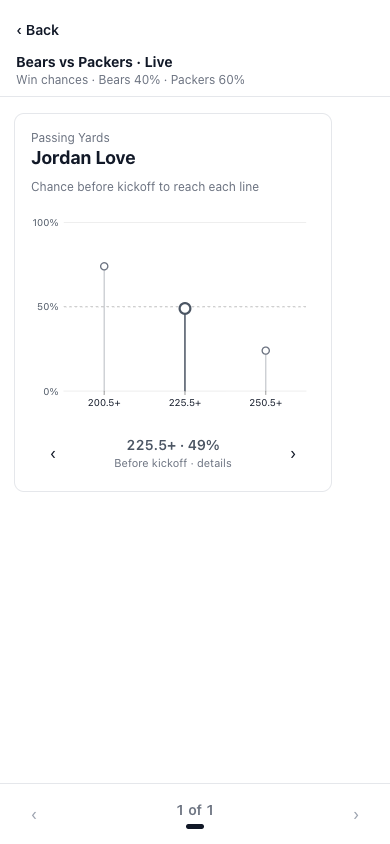 ‹ Back
Bears vs Packers · Live
Win chances · Bears 40% · Packers 60%
Passing Yards
Jordan Love
Chance before kickoff to reach each line
100%
50%
0%
200.5+ 225.5+ 250.5+
‹ 225.5+ · 49% ›
Before kickoff · details
‹ 1 of 1 ›